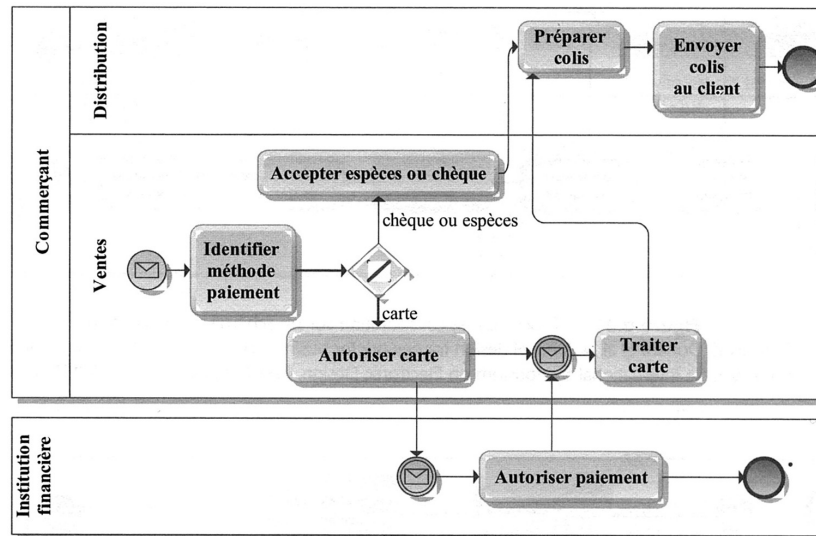 Commerçant
Distribution
Préparer
colis
Envoyer
colis
au client
Ventes
Accepter espèces ou chèque
chèque ou espèces
Identifier
méthode
paiement
carte
Autoriser carte
Traiter
carte
Institution
financière
Autoriser paiement